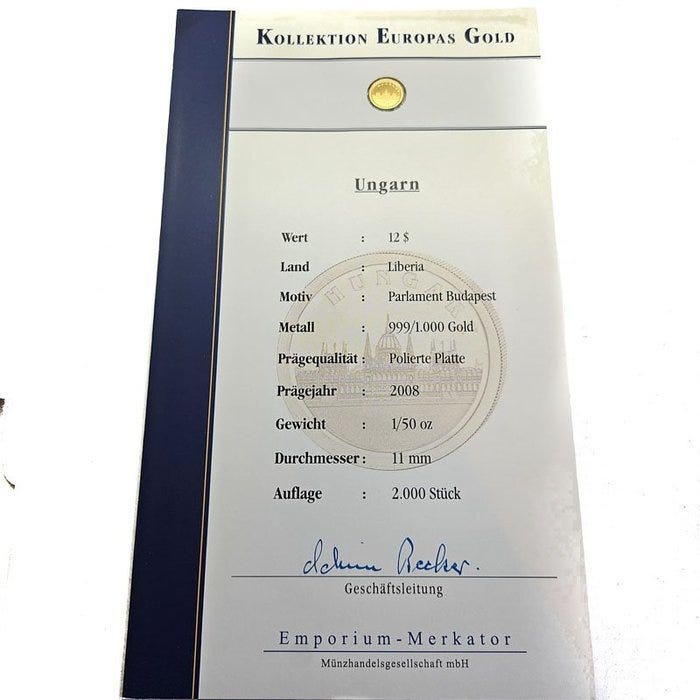 KOLLEKTION EUROPAS GOLD
Ungarn
Wert : 12 $
Land : Liberia
Motiv : Parlament Budapest
Metall : 999/1.000 Gold
Prägequalität : Polierte Platte
Prägejahr : 2008
Gewicht : 1/50 oz
Durchmesser : 11 mm
Auflage : 2.000 Stück
HUNGARY
Geschäftsleitung
Emporium-Merkator
Münzhandelsgesellschaft mbH